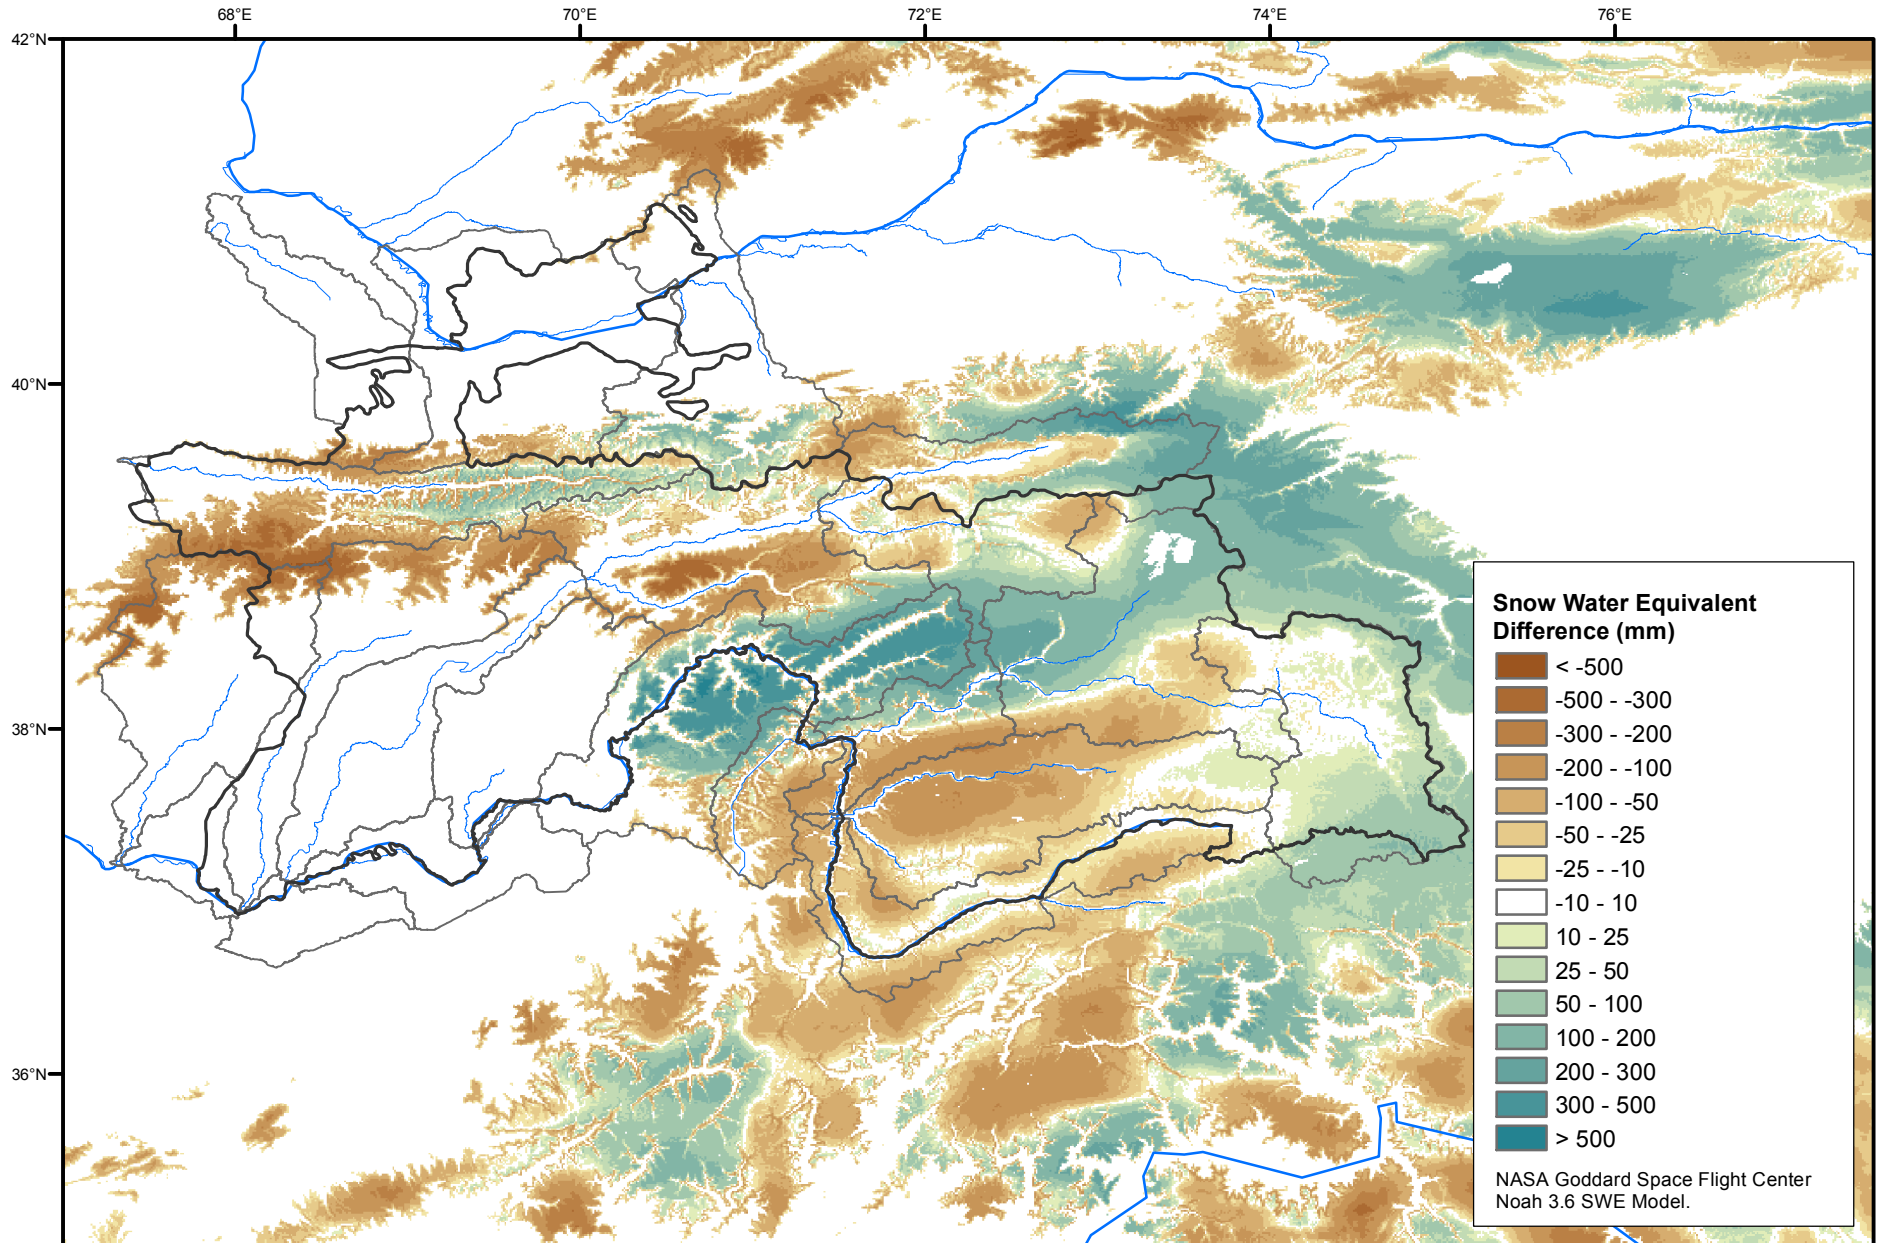 68°E 70°E 72°E 74°E 76°E
42°N
40°N
38°N
36°N
Snow Water Equivalent
Difference (mm)
< -500
-500 - -300
-300 - -200
-200 - -100
-100 - -50
-50 - -25
-25 - -10
-10 - 10
10 - 25
25 - 50
50 - 100
100 - 200
200 - 300
300 - 500
> 500
NASA Goddard Space Flight Center
Noah 3.6 SWE Model.